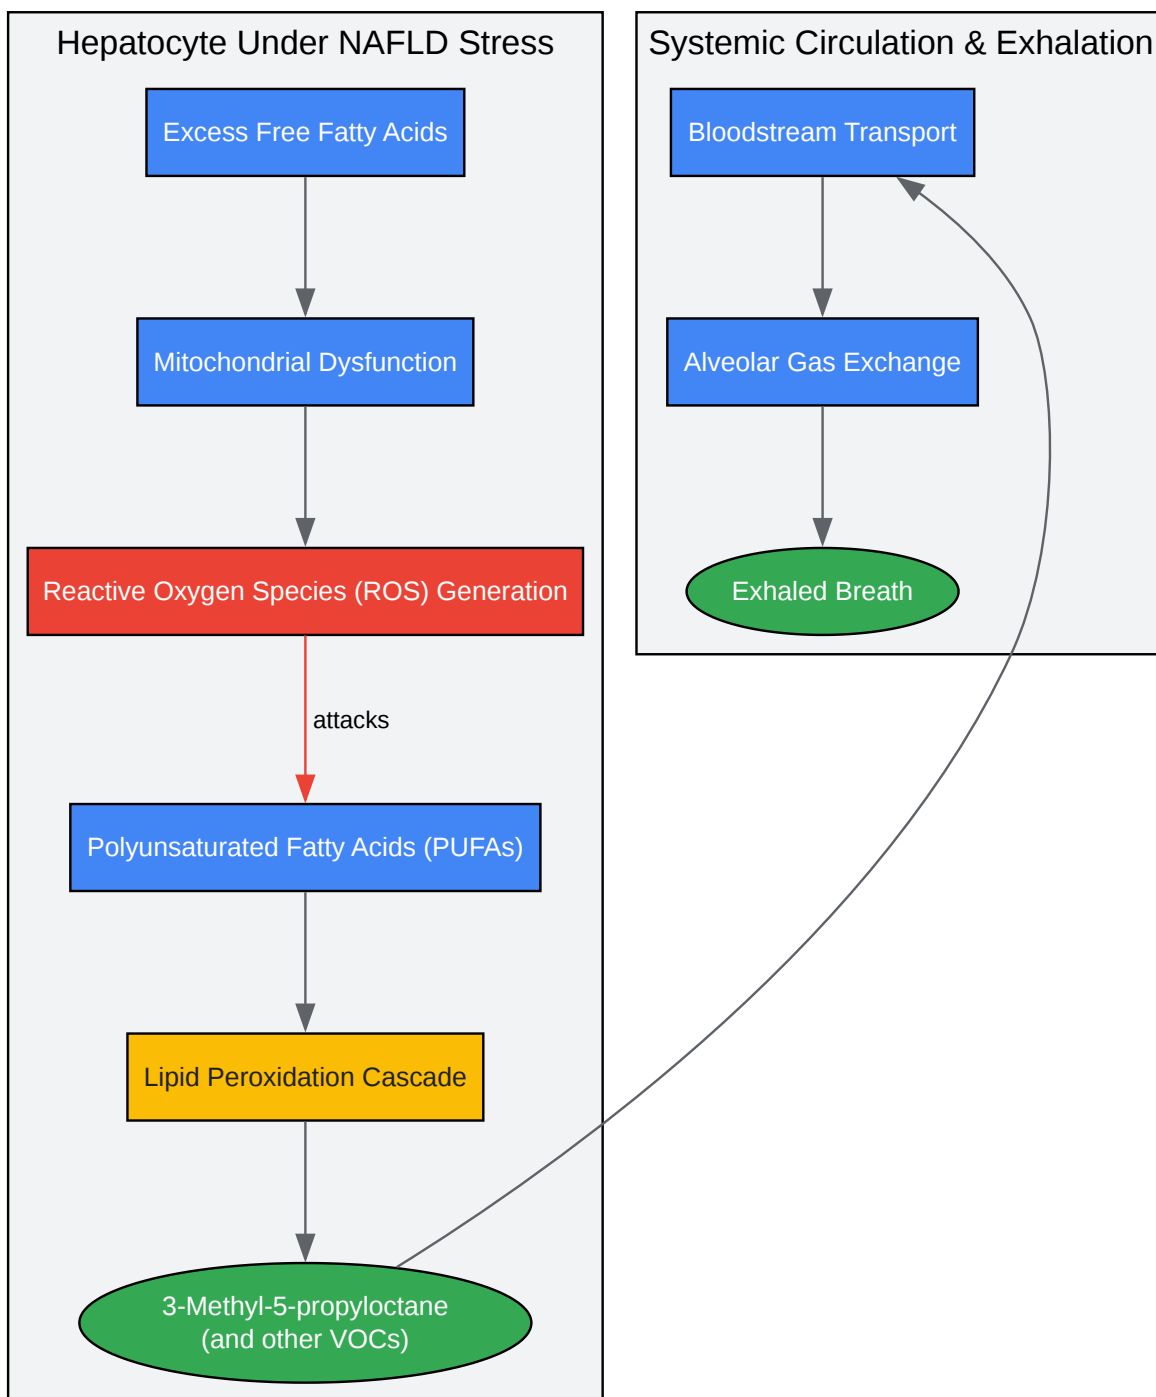 Hepatocyte Under NAFLD Stress
Excess Free Fatty Acids
Mitochondrial Dysfunction
Reactive Oxygen Species (ROS) Generation
attacks
Polyunsaturated Fatty Acids (PUFAs)
Lipid Peroxidation Cascade
3-Methyl-5-propyloctane
(and other VOCs)
Systemic Circulation & Exhalation
Bloodstream Transport
Alveolar Gas Exchange
Exhaled Breath